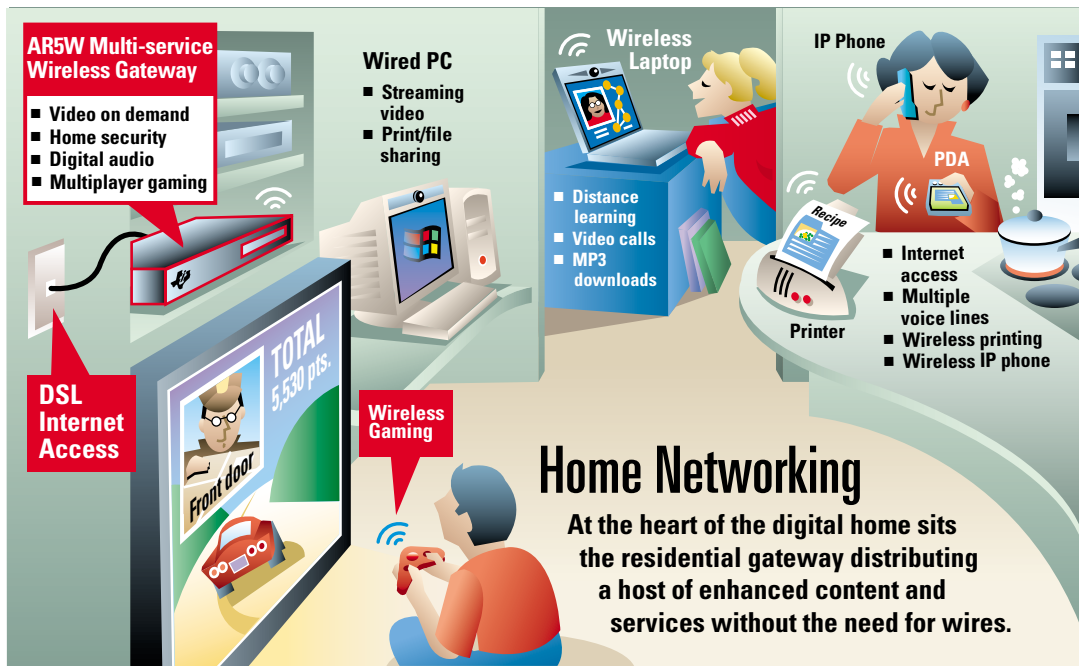 AR5W Multi-service
Wireless Gateway
■ Video on demand
■ Home security
■ Digital audio
■ Multiplayer gaming
Wired PC
■ Streaming
video
■ Print/file
sharing
Wireless
Laptop
■ Distance
learning
■ Video calls
■ MP3
downloads
IP Phone
PDA
Recipe
Printer
■ Internet
access
■ Multiple
voice lines
■ Wireless printing
■ Wireless IP phone
DSL
Internet
Access
TOTAL
5,530 pts.
Front door
Wireless
Gaming
Home Networking
At the heart of the digital home sits
the residential gateway distributing
a host of enhanced content and
services without the need for wires.